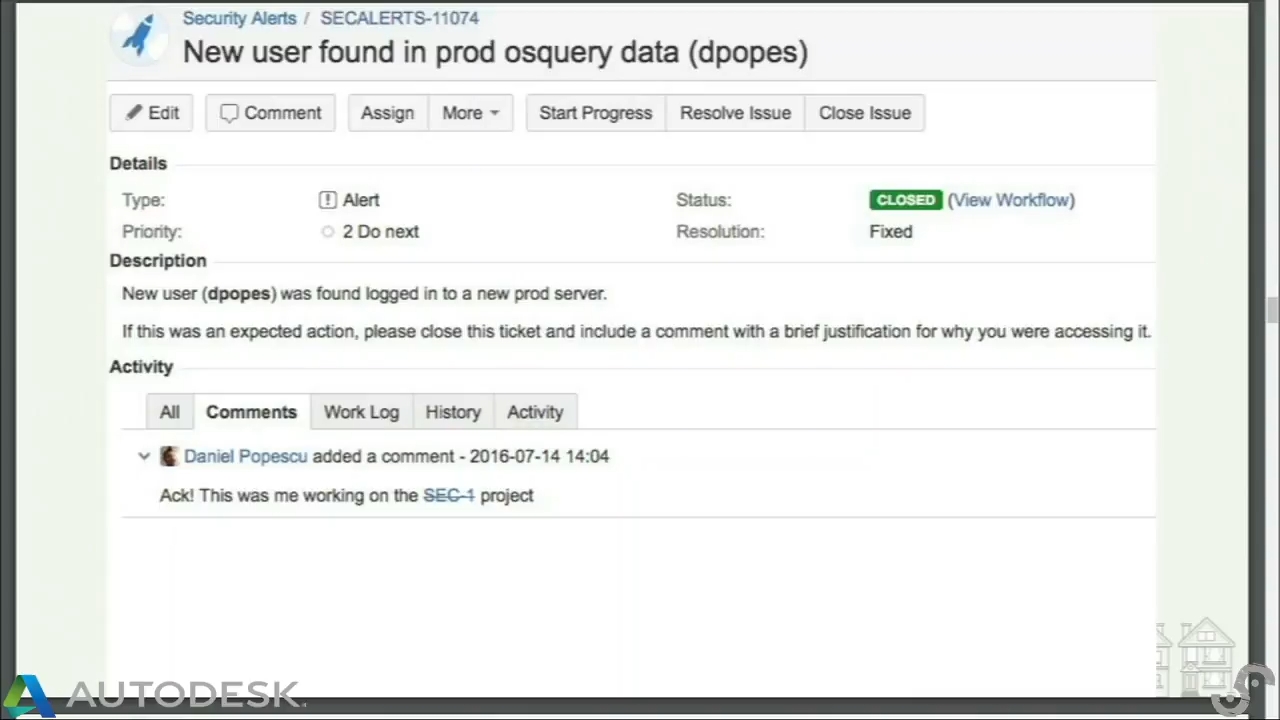 Security Alerts / SECALERTS-11074
New user found in prod osquery data (dpopes)
Edit Comment Assign More Start Progress Resolve Issue Close Issue
Details
Type: Alert Status: CLOSED (View Workflow)
Priority: 2 Do next Resolution: Fixed
Description
New user (dpopes) was found logged in to a new prod server.
If this was an expected action, please close this ticket and include a comment with a brief justification for why you were accessing it.
Activity
All Comments Work Log History Activity
Daniel Popescu added a comment - 2016-07-14 14:04
Ack! This was me working on the SEC-1 project
AUTODESK.